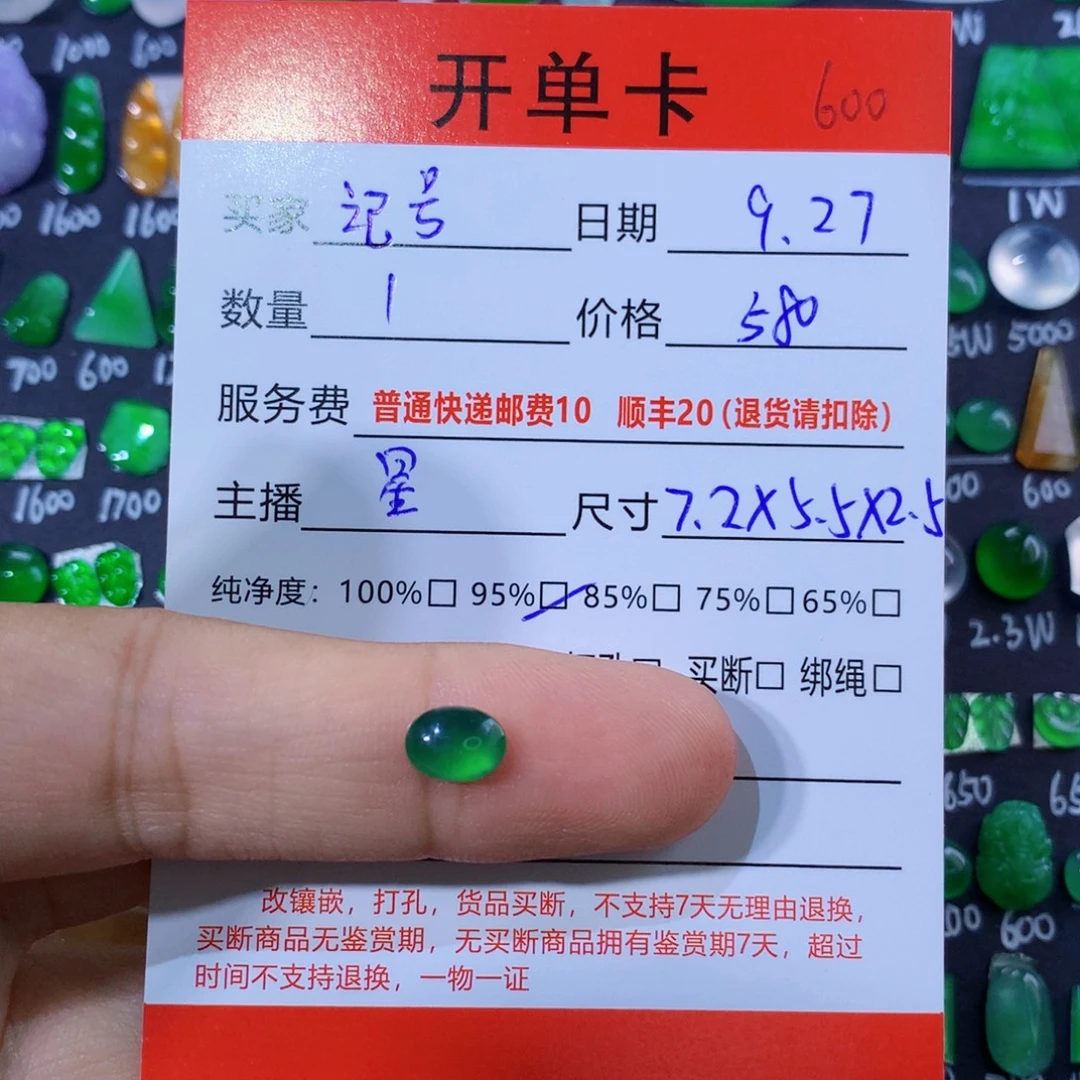 开单卡 600
买家 记号 日期 9.27
数量 1 价格 580
服务费 普通快递邮费10 顺丰20(退货请扣除)
主播 星 尺寸 7.2X5.5X2.5
纯净度: 100%□ 95%□ 85%□ 75%□ 65%□
买断□ 绑绳□
改镶嵌，打孔，货品买断，不支持7天无理由退换，
买断商品无鉴赏期，无买断商品拥有鉴赏期7天，超过
时间不支持退换，一物一证
1600 1600
700 600
1600 1700
1W
5000
600
2.3W
650
600